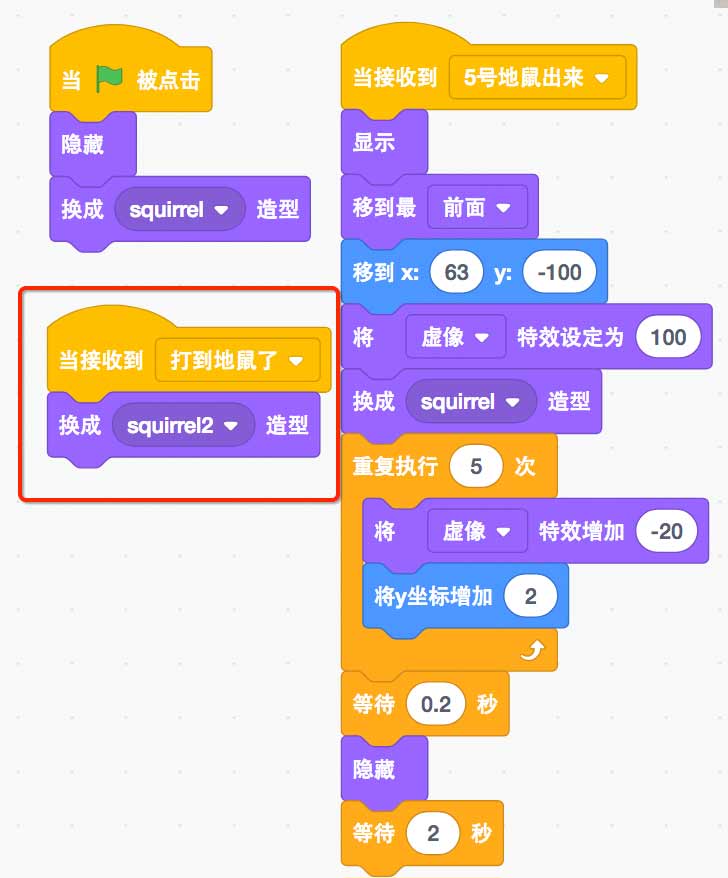 当 被点击
隐藏
换成 squirrel 造型
当接收到 打到地鼠了
换成 squirrel2 造型
当接收到 5号地鼠出来
显示
移到最 前面
移到 x: 63 y: -100
将 虚像 特效设定为 100
换成 squirrel 造型
重复执行 5 次
将 虚像 特效增加 -20
将y坐标增加 2
等待 0.2 秒
隐藏
等待 2 秒